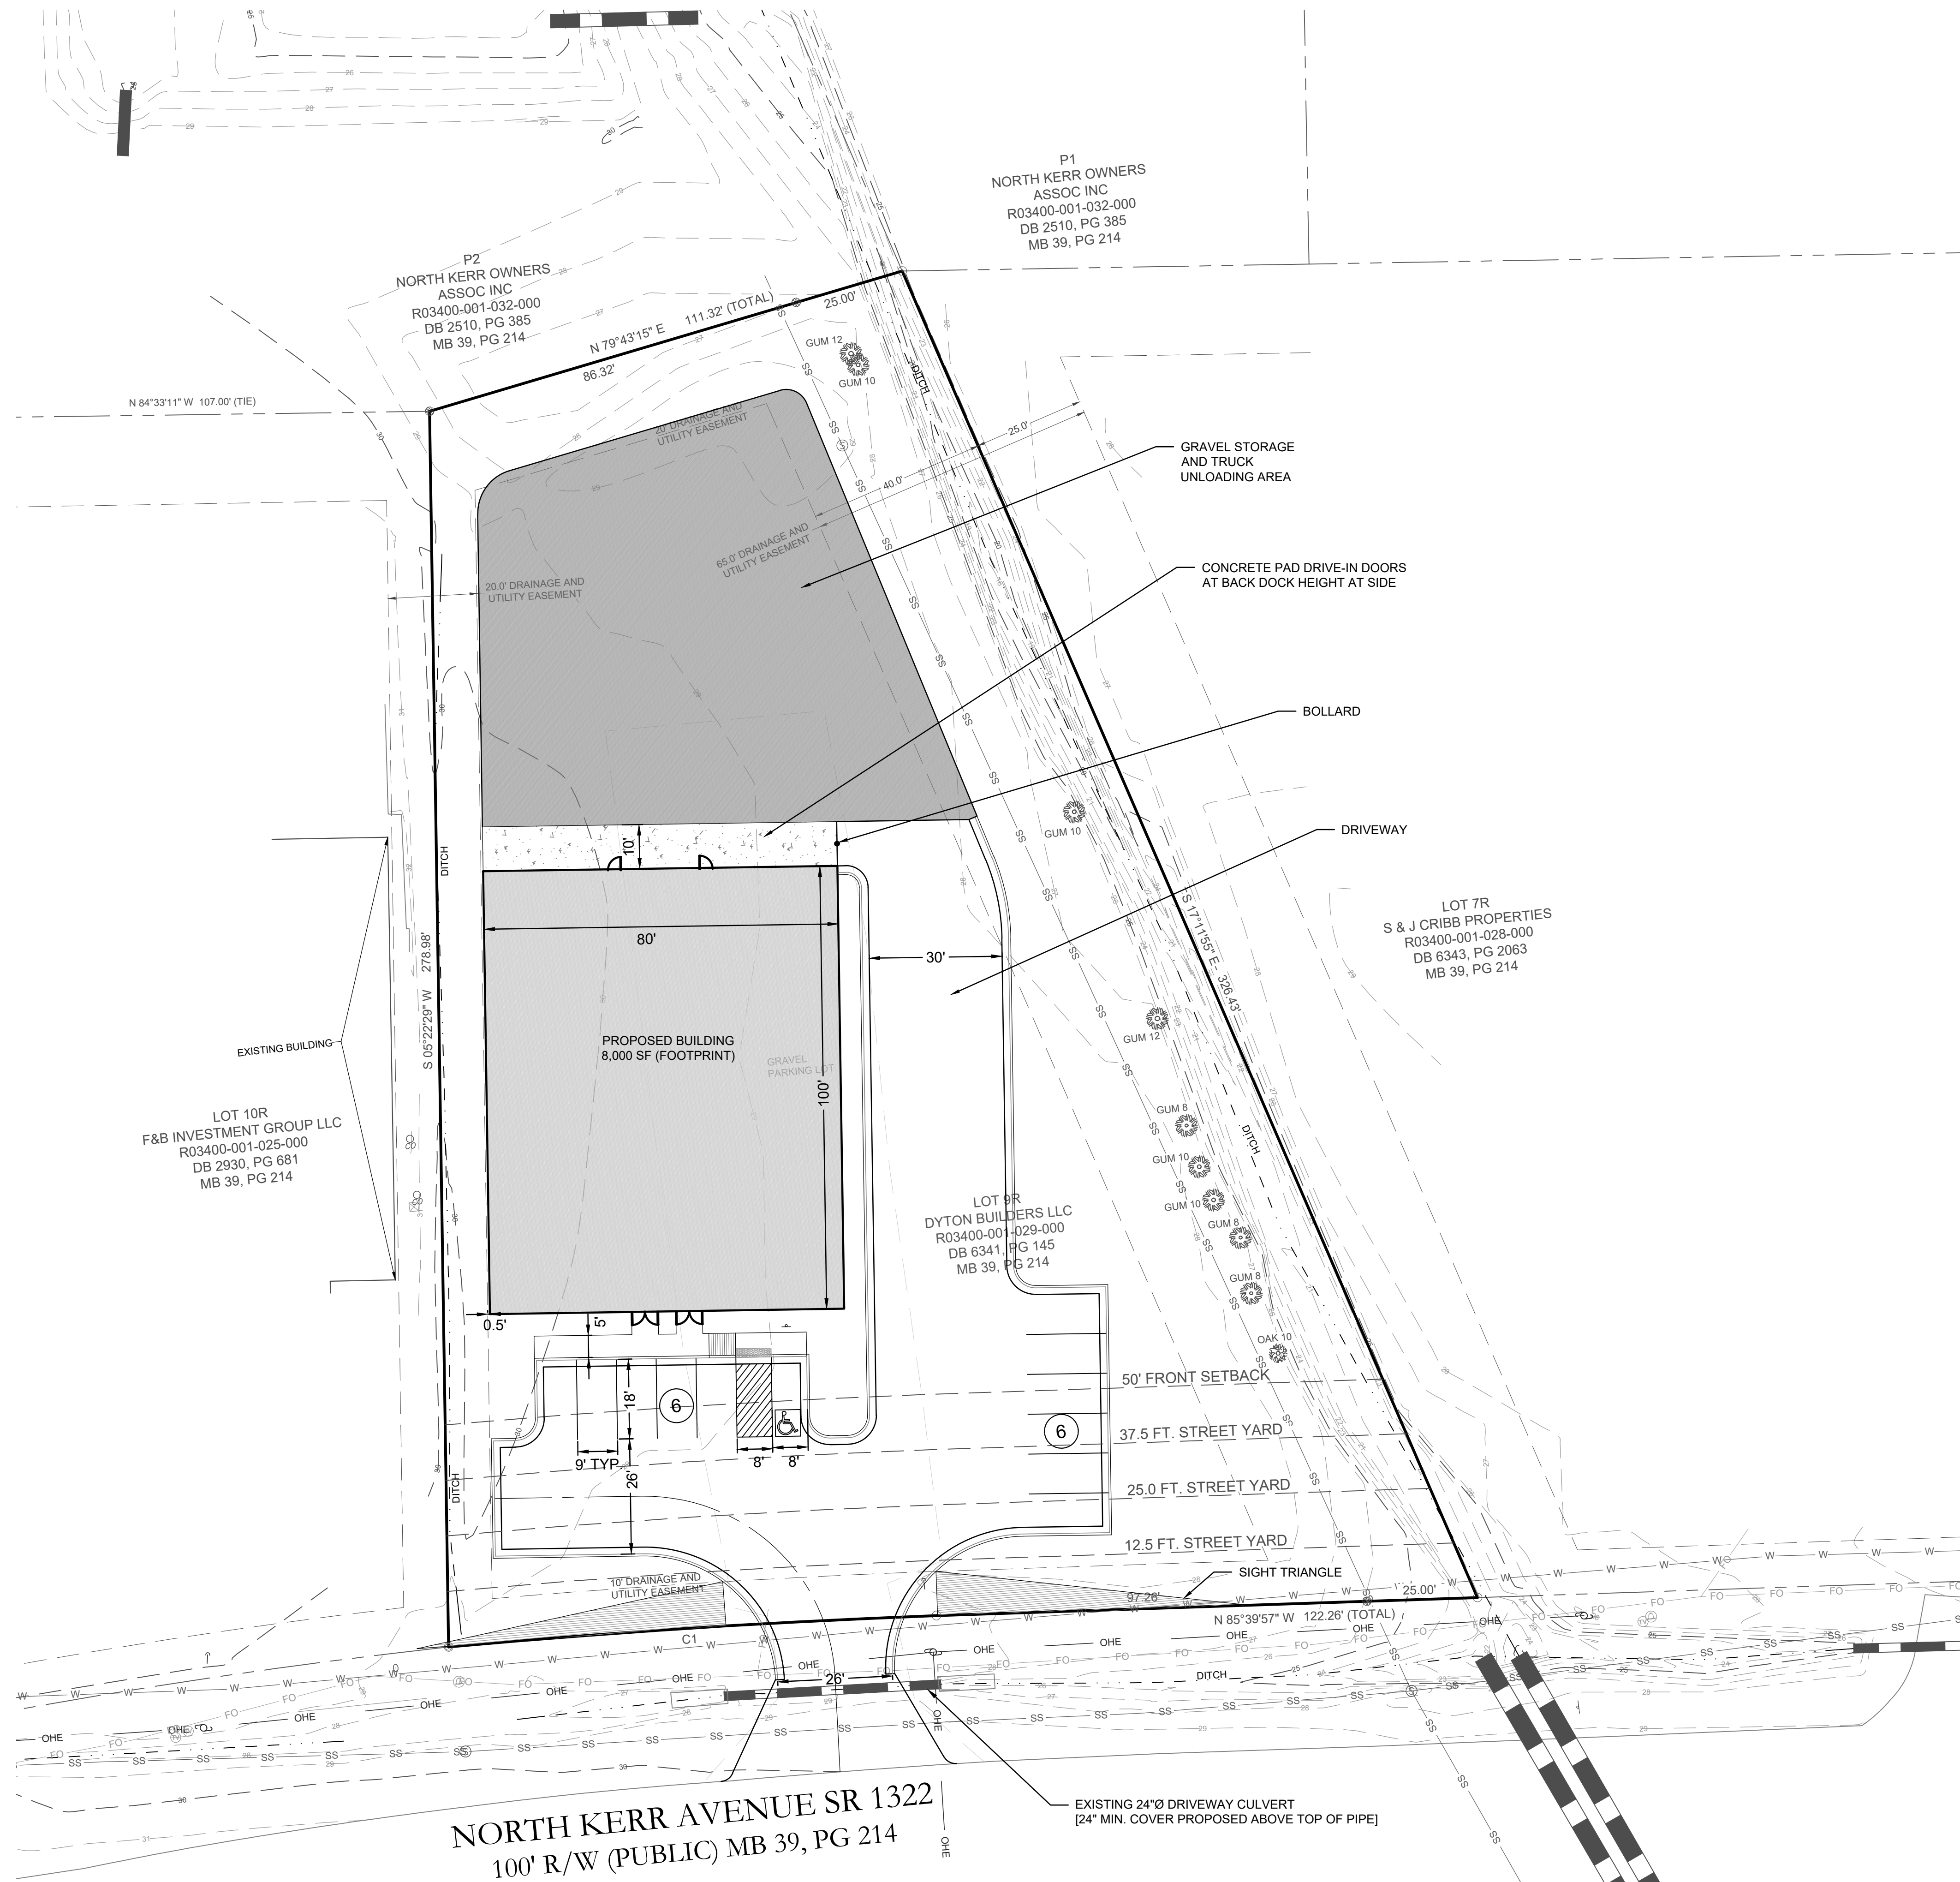 P1
NORTH KERR OWNERS
ASSOC INC
R03400-001-032-000
DB 2510, PG 385
MB 39, PG 214
P2
NORTH KERR OWNERS
ASSOC INC
R03400-001-032-000
DB 2510, PG 385
MB 39, PG 214
N 79°43'15" E 111.32' (TOTAL)
86.32'
25.00'
N 84°33'11" W 107.00' (TIE)
GUM 12
GUM 10
DITCH
20' DRAINAGE AND
UTILITY EASEMENT
25.0'
40.0'
65.0' DRAINAGE AND
UTILITY EASEMENT
20.0' DRAINAGE AND
UTILITY EASEMENT
GRAVEL STORAGE
AND TRUCK
UNLOADING AREA
CONCRETE PAD DRIVE-IN DOORS
AT BACK DOCK HEIGHT AT SIDE
BOLLARD
DRIVEWAY
GUM 10
DITCH
10'
80'
30'
100'
S 05°22'29" W 278.98'
S 17°11'55" E 326.43'
LOT 7R
S & J CRIBB PROPERTIES
R03400-001-028-000
DB 6343, PG 2063
MB 39, PG 214
EXISTING BUILDING
PROPOSED BUILDING
8,000 SF (FOOTPRINT)
GRAVEL
PARKING LOT
LOT 10R
F&B INVESTMENT GROUP LLC
R03400-001-025-000
DB 2930, PG 681
MB 39, PG 214
GUM 12
GUM 8
GUM 10
DITCH
GUM 10
GUM 8
GUM 8
OAK 10
LOT 9R
DYTON BUILDERS LLC
R03400-001-029-000
DB 6341, PG 145
MB 39, PG 214
0.5'
5'
18'
6
9' TYP.
26'
8'
8'
6
50' FRONT SETBACK
37.5 FT. STREET YARD
25.0 FT. STREET YARD
12.5 FT. STREET YARD
DITCH
10' DRAINAGE AND
UTILITY EASEMENT
SIGHT TRIANGLE
97.26'
25.00'
N 85°39'57" W 122.26' (TOTAL)
C1
26'
DITCH
OHE
FO
W
SS
EXISTING 24"Ø DRIVEWAY CULVERT
[24" MIN. COVER PROPOSED ABOVE TOP OF PIPE]
NORTH KERR AVENUE SR 1322
100' R/W (PUBLIC) MB 39, PG 214